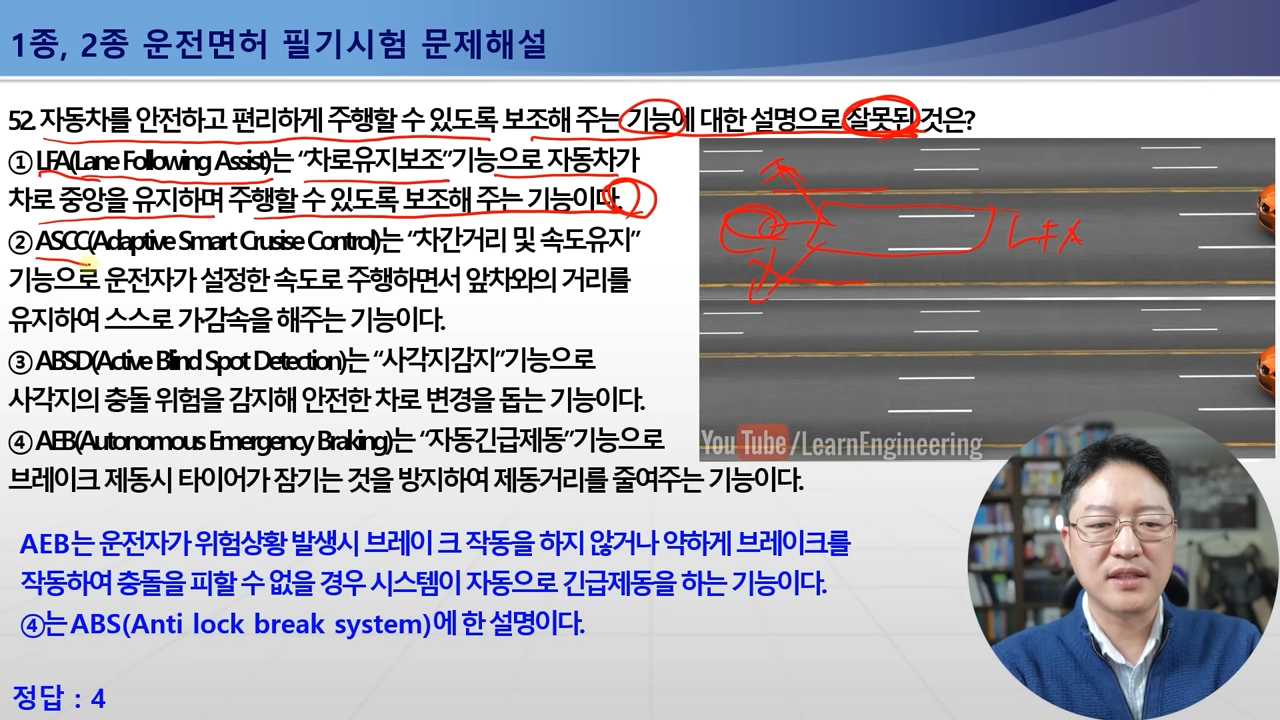 1종, 2종 운전면허 필기시험 문제해설
52. 자동차를 안전하고 편리하게 주행할 수 있도록 보조해 주는 기능에 대한 설명으로 잘못된 것은?
① LFA(Lane Following Assist)는 “차로유지보조”기능으로 자동차가
차로 중앙을 유지하며 주행할 수 있도록 보조해 주는 기능이다.
② ASCC(Adaptive Smart Crusise Control)는 “차간거리 및 속도유지”
기능으로 운전자가 설정한 속도로 주행하면서 앞차와의 거리를
유지하여 스스로 가·감속을 해주는 기능이다.
③ ABSD(Active Blind Spot Detection)는 “사각지감지”기능으로
사각지의 충돌 위험을 감지해 안전한 차로 변경을 돕는 기능이다.
④ AEB(Autonomous Emergency Braking)는 “자동긴급제동”기능으로
브레이크 제동시 타이어가 잠기는 것을 방지하여 제동거리를 줄여주는 기능이다.
LFA
You Tube /LearnEngineering
AEB는 운전자가 위험상황 발생시 브레이 크 작동을 하지 않거나 약하게 브레이크를
작동하여 충돌을 피할 수 없을 경우 시스템이 자동으로 긴급제동을 하는 기능이다.
④는 ABS(Anti lock break system)에 한 설명이다.
정답 : 4